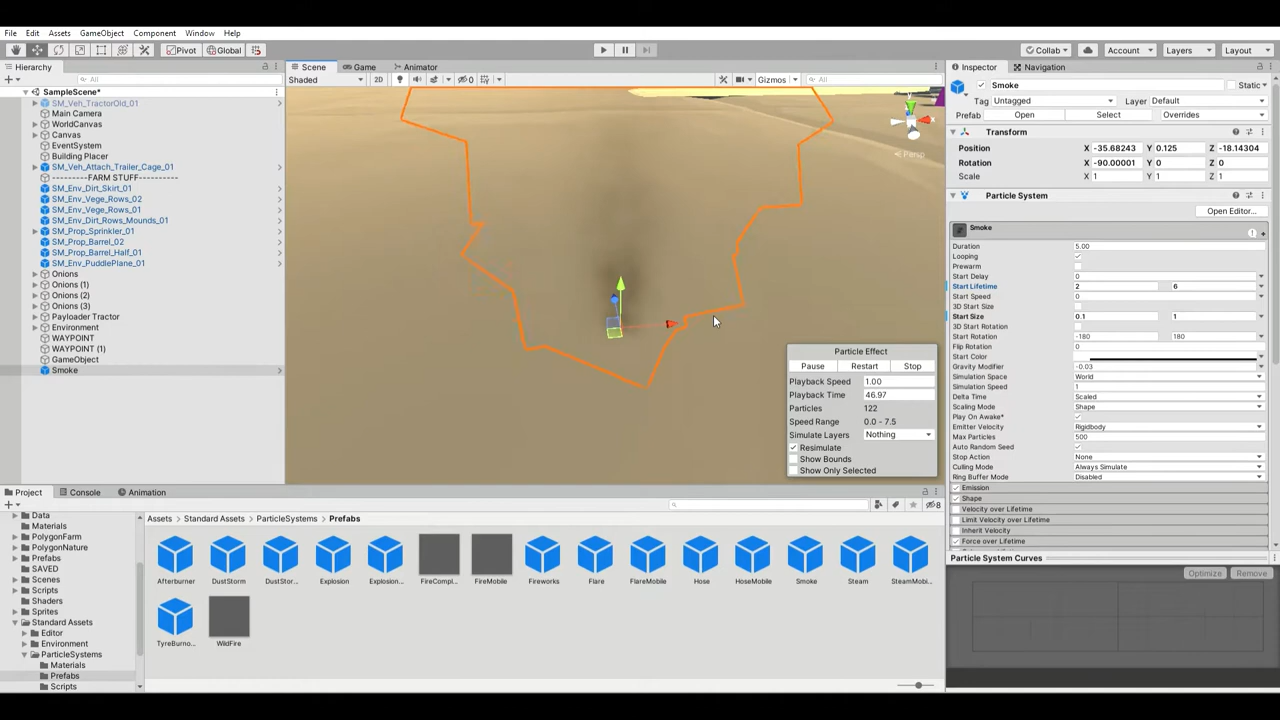 File Edit Assets GameObject Component Window Help
Pivot Global Collab Account Layers Layout
Hierarchy
All
SampleScene*
SM_Veh_TractorOld_01
Main Camera
WorldCanvas
Canvas
EventSystem
Building Placer
SM_Veh_Attach_Trailer_Cage_01
---------FARM STUFF----------
SM_Env_Dirt_Skirt_01
SM_Env_Vege_Rows_02
SM_Env_Vege_Rows_01
SM_Env_Dirt_Rows_Mounds_01
SM_Prop_Sprinkler_01
SM_Prop_Barrel_02
SM_Prop_Barrel_Half_01
SM_Env_PuddlePlane_01
Onions
Onions (1)
Onions (2)
Onions (3)
Payloader Tractor
Environment
WAYPOINT
WAYPOINT (1)
GameObject
Smoke
Scene Game Animator
Shaded 2D 0 Gizmos All
Persp
Particle Effect
Pause Restart Stop
Playback Speed 1.00
Playback Time 46.97
Particles 122
Speed Range 0.0 - 7.5
Simulate Layers Nothing
Resimulate
Show Bounds
Show Only Selected
Inspector Navigation
Smoke Static
Tag Untagged Layer Default
Prefab Open Select Overrides
Transform
Position X -35.68243 Y 0.125 Z -18.14304
Rotation X -90.00001 Y 0 Z 0
Scale X 1 Y 1 Z 1
Particle System
Open Editor...
Smoke
Duration 5.00
Looping
Prewarm
Start Delay 0
Start Lifetime 2 6
Start Speed 0
3D Start Size
Start Size 0.1 1
3D Start Rotation
Start Rotation -180 180
Flip Rotation 0
Start Color
Gravity Modifier -0.03
Simulation Space World
Simulation Speed 1
Delta Time Scaled
Scaling Mode Shape
Play On Awake*
Emitter Velocity Rigidbody
Max Particles 500
Auto Random Seed
Stop Action None
Culling Mode Always Simulate
Ring Buffer Mode Disabled
Emission
Shape
Velocity over Lifetime
Limit Velocity over Lifetime
Inherit Velocity
Force over Lifetime
Particle System Curves
Optimize Remove
Project Console Animation
8
Data
Materials
PolygonFarm
PolygonNature
Prefabs
SAVED
Scenes
Scripts
Shaders
Sprites
Standard Assets
Editor
Environment
ParticleSystems
Materials
Prefabs
Scripts
Assets > Standard Assets > ParticleSystems > Prefabs
Afterburner DustStorm DustStor... Explosion Explosion... FireCompl... FireMobile Fireworks Flare FlareMobile Hose HoseMobile Smoke Steam SteamMobi...
TyreBurno... WildFire